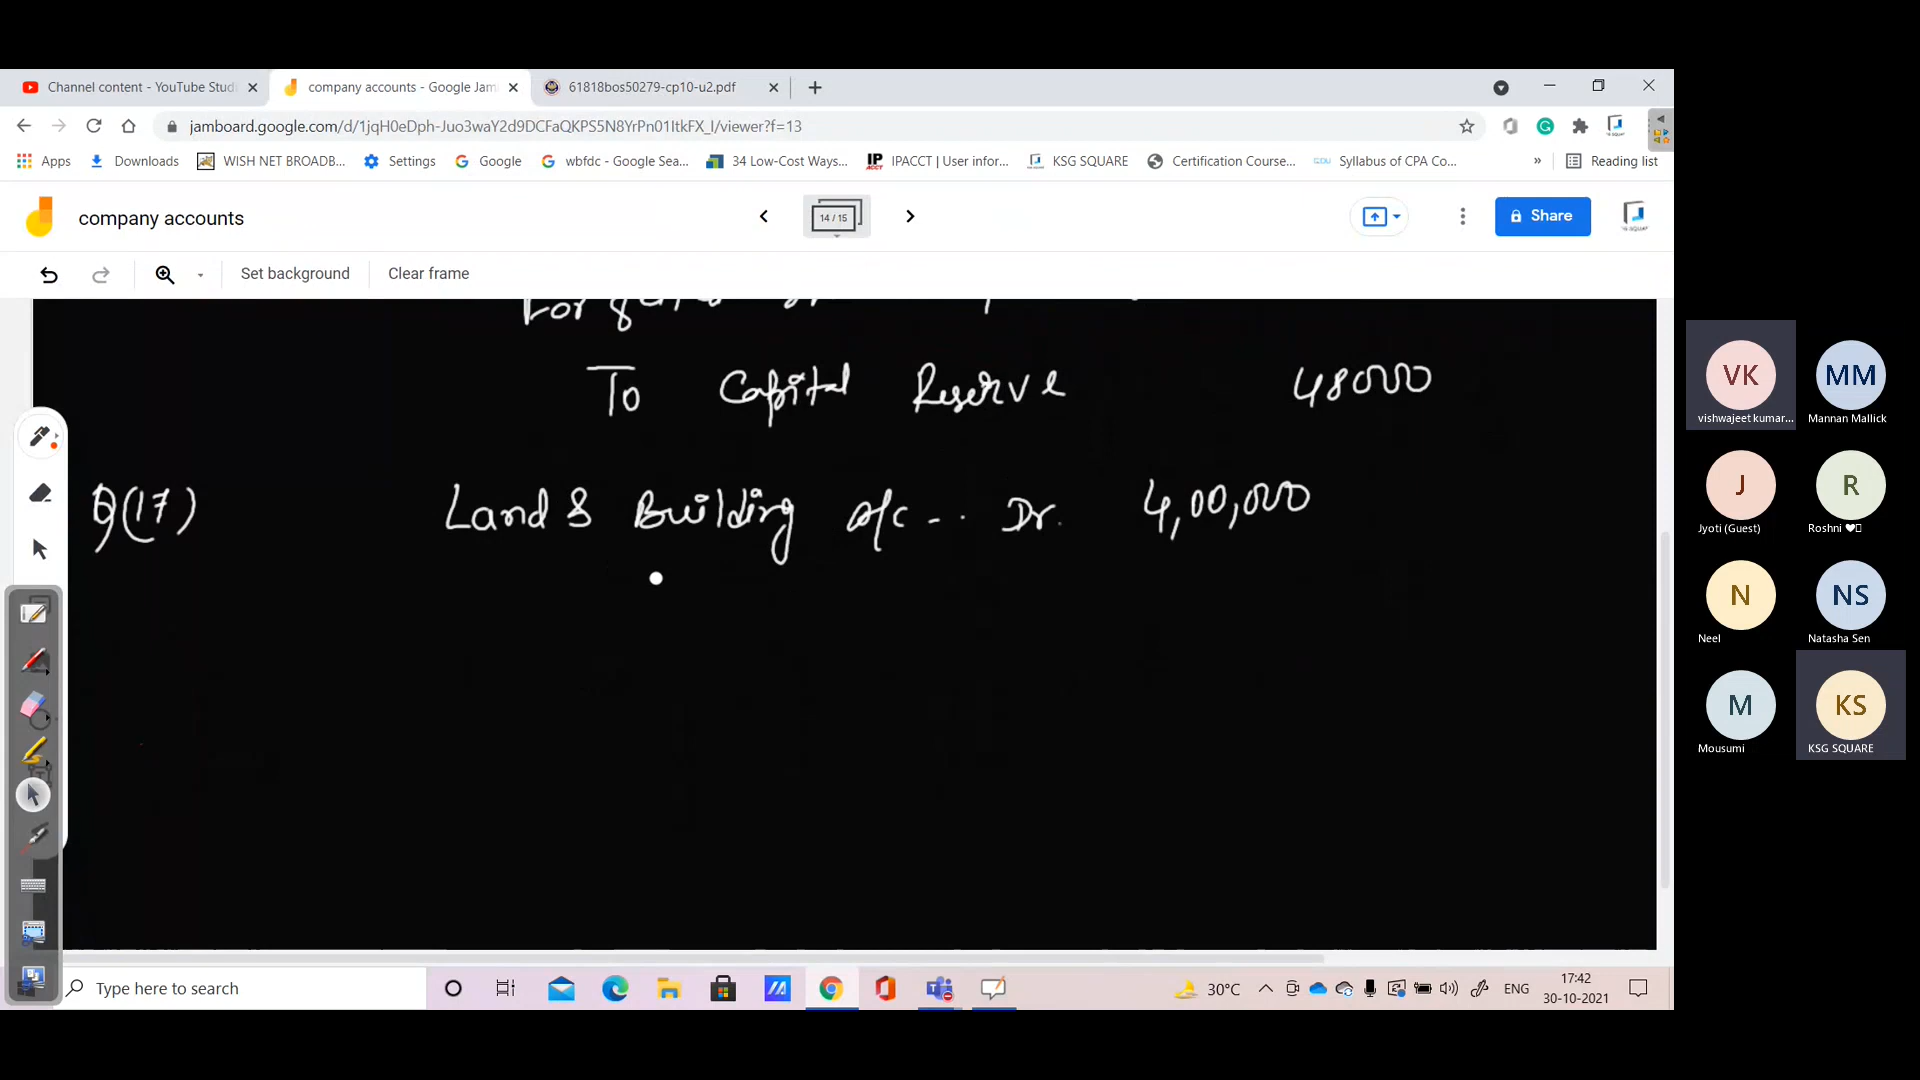 Channel content - YouTube Studi
company accounts - Google Jam
61818bos50279-cp10-u2.pdf
jamboard.google.com/d/1jqH0eDph-Juo3waY2d9DCFaQKPS5N8YrPn01ItkFX_I/viewer?f=13
Apps Downloads WISH NET BROADB... Settings Google wbfdc - Google Sea... 34 Low-Cost Ways... IPACCT | User infor... KSG SQUARE Certification Course... Syllabus of CPA Co... » Reading list
company accounts
14 / 15
Share
Set background Clear frame
To Capital Reserve 48000
Q(17) Land & Building A/c -.. Dr. 4,00,000
VK
vishwajeet kumar...
MM
Mannan Mallick
J
Jyoti (Guest)
R
Roshni
N
Neel
NS
Natasha Sen
M
Mousumi
KS
KSG SQUARE
Type here to search
30°C
ENG
17:42
30-10-2021